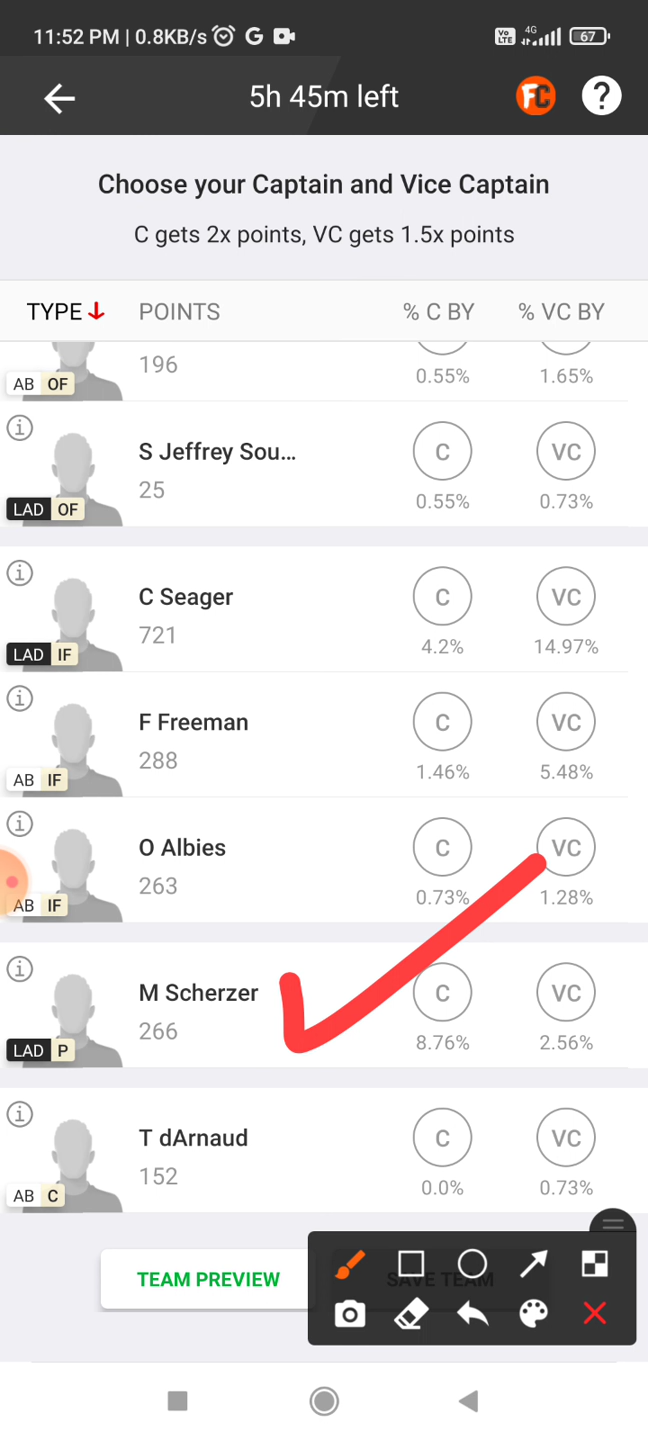 11:52 PM | 0.8KB/s G Vo LTE 4G 67
5h 45m left FC ?
Choose your Captain and Vice Captain
C gets 2x points, VC gets 1.5x points
TYPE POINTS % C BY % VC BY
196
AB OF 0.55% 1.65%
S Jeffrey Sou... C VC
25
LAD OF 0.55% 0.73%
C Seager C VC
721
LAD IF 4.2% 14.97%
F Freeman C VC
288
AB IF 1.46% 5.48%
O Albies C VC
263
AB IF 0.73% 1.28%
M Scherzer C VC
266
LAD P 8.76% 2.56%
T dArnaud C VC
152
AB C 0.0% 0.73%
TEAM PREVIEW SAVE TEAM